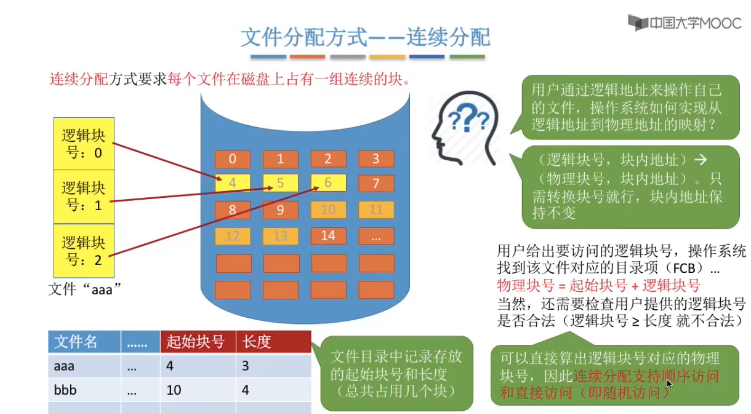 中国大学MOOC
文件分配方式——连续分配
连续分配方式要求每个文件在磁盘上占有一组连续的块。
逻辑块
号：0
逻辑块
号：1
逻辑块
号：2
文件“aaa”
0 1 2 3
4 5 6 7
8 9 10 11
12 13 14 ...
用户通过逻辑地址来操作自己
的文件，操作系统如何实现从
逻辑地址到物理地址的映射？
（逻辑块号，块内地址）→
（物理块号，块内地址）。只
需转换块号就行，块内地址保
持不变
用户给出要访问的逻辑块号，操作系统
找到该文件对应的目录项（FCB）…
物理块号 = 起始块号 + 逻辑块号
当然，还需要检查用户提供的逻辑块号
是否合法（逻辑块号 ≥ 长度 就不合法）
文件名 …… 起始块号 长度
aaa … 4 3
bbb … 10 4
文件目录中记录存放
的起始块号和长度
（总共占用几个块）
可以直接算出逻辑块号对应的物理
块号，因此连续分配支持顺序访问
和直接访问（即随机访问）